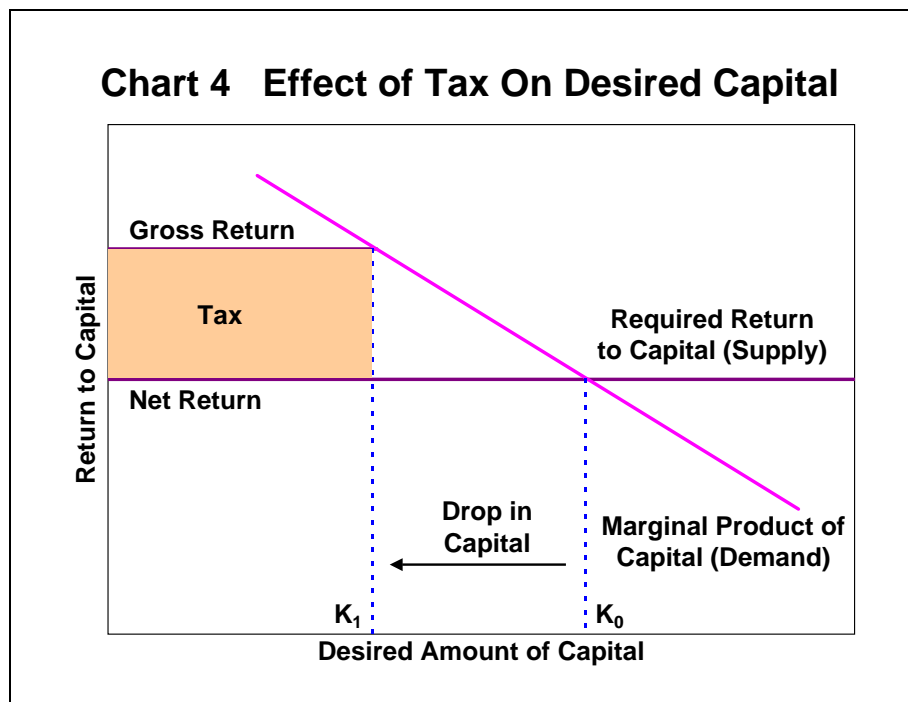 Chart 4 Effect of Tax On Desired Capital
Gross Return
Tax
Required Return
to Capital (Supply)
Net Return
Return to Capital
Drop in
Capital
Marginal Product of
Capital (Demand)
K₁
K₀
Desired Amount of Capital